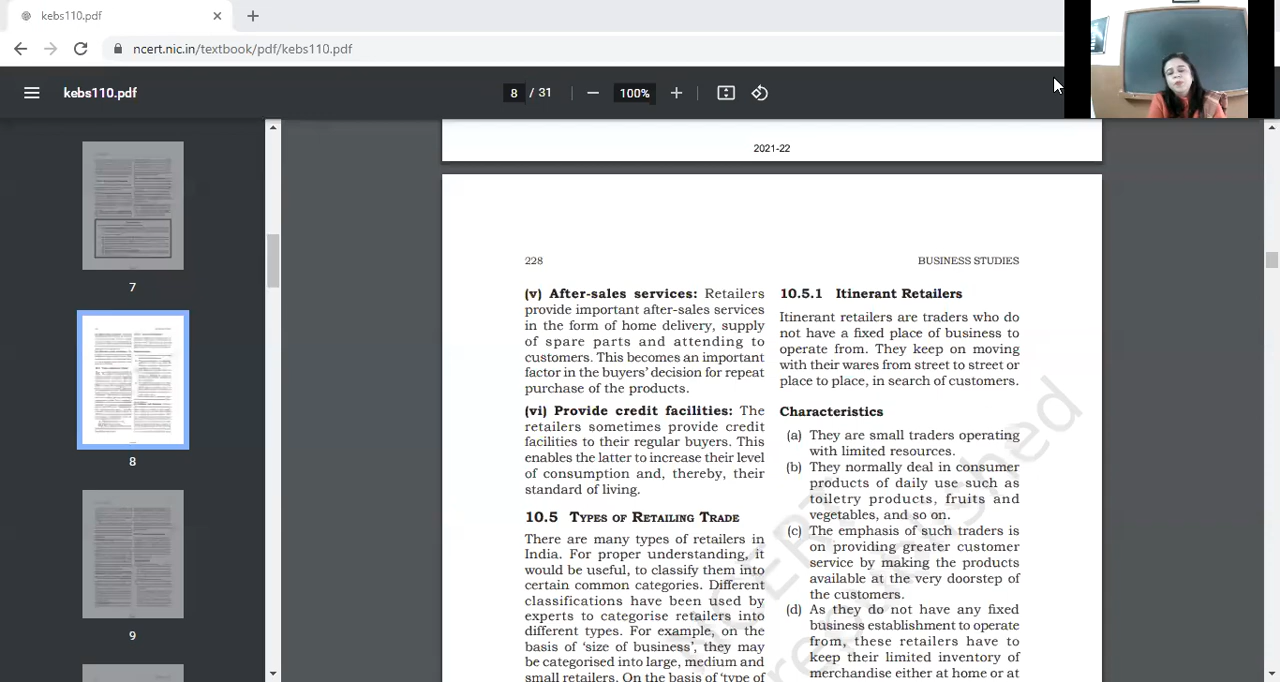 kebs110.pdf
ncert.nic.in/textbook/pdf/kebs110.pdf
kebs110.pdf
8 / 31
100%
7
8
9
2021-22
228
BUSINESS STUDIES
(v) After-sales services: Retailers
provide important after-sales services
in the form of home delivery, supply
of spare parts and attending to
customers. This becomes an important
factor in the buyers' decision for repeat
purchase of the products.
(vi) Provide credit facilities: The
retailers sometimes provide credit
facilities to their regular buyers. This
enables the latter to increase their level
of consumption and, thereby, their
standard of living.
10.5 TYPES OF RETAILING TRADE
There are many types of retailers in
India. For proper understanding, it
would be useful, to classify them into
certain common categories. Different
classifications have been used by
experts to categorise retailers into
different types. For example, on the
basis of 'size of business', they may
be categorised into large, medium and
small retailers. On the basis of 'type of
10.5.1 Itinerant Retailers
Itinerant retailers are traders who do
not have a fixed place of business to
operate from. They keep on moving
with their wares from street to street or
place to place, in search of customers.
Characteristics
(a) They are small traders operating
with limited resources.
(b) They normally deal in consumer
products of daily use such as
toiletry products, fruits and
vegetables, and so on.
(c) The emphasis of such traders is
on providing greater customer
service by making the products
available at the very doorstep of
the customers.
(d) As they do not have any fixed
business establishment to operate
from, these retailers have to
keep their limited inventory of
merchandise either at home or at